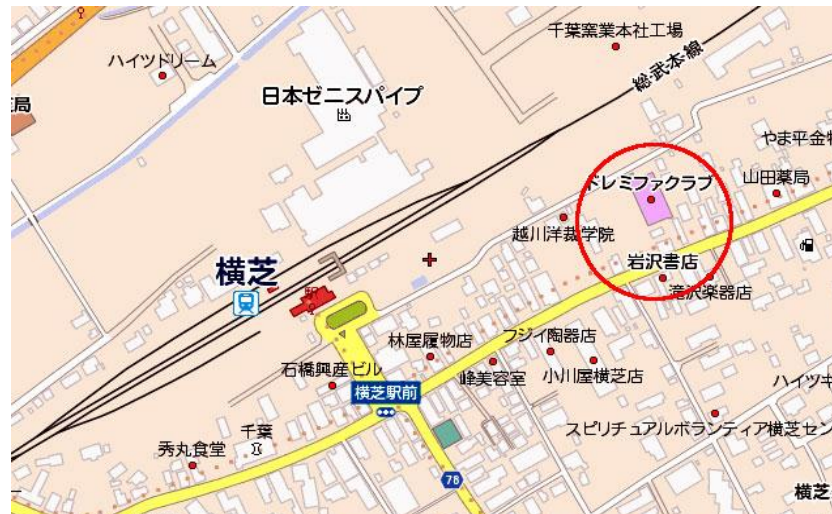 千葉窯業本社工場
ハイツドリーム
総武本線
日本ゼニスパイプ
局
やま平金物
ドレミファクラブ
山田薬局
越川洋裁学院
横芝
駅
岩沢書店
滝沢楽器店
林屋履物店
フジイ陶器店
石橋興産ビル
峰美容室
小川屋横芝店
ハイツキ
横芝駅前
千葉
スピリチュアルボランティア横芝セン
秀丸食堂
78
横芝